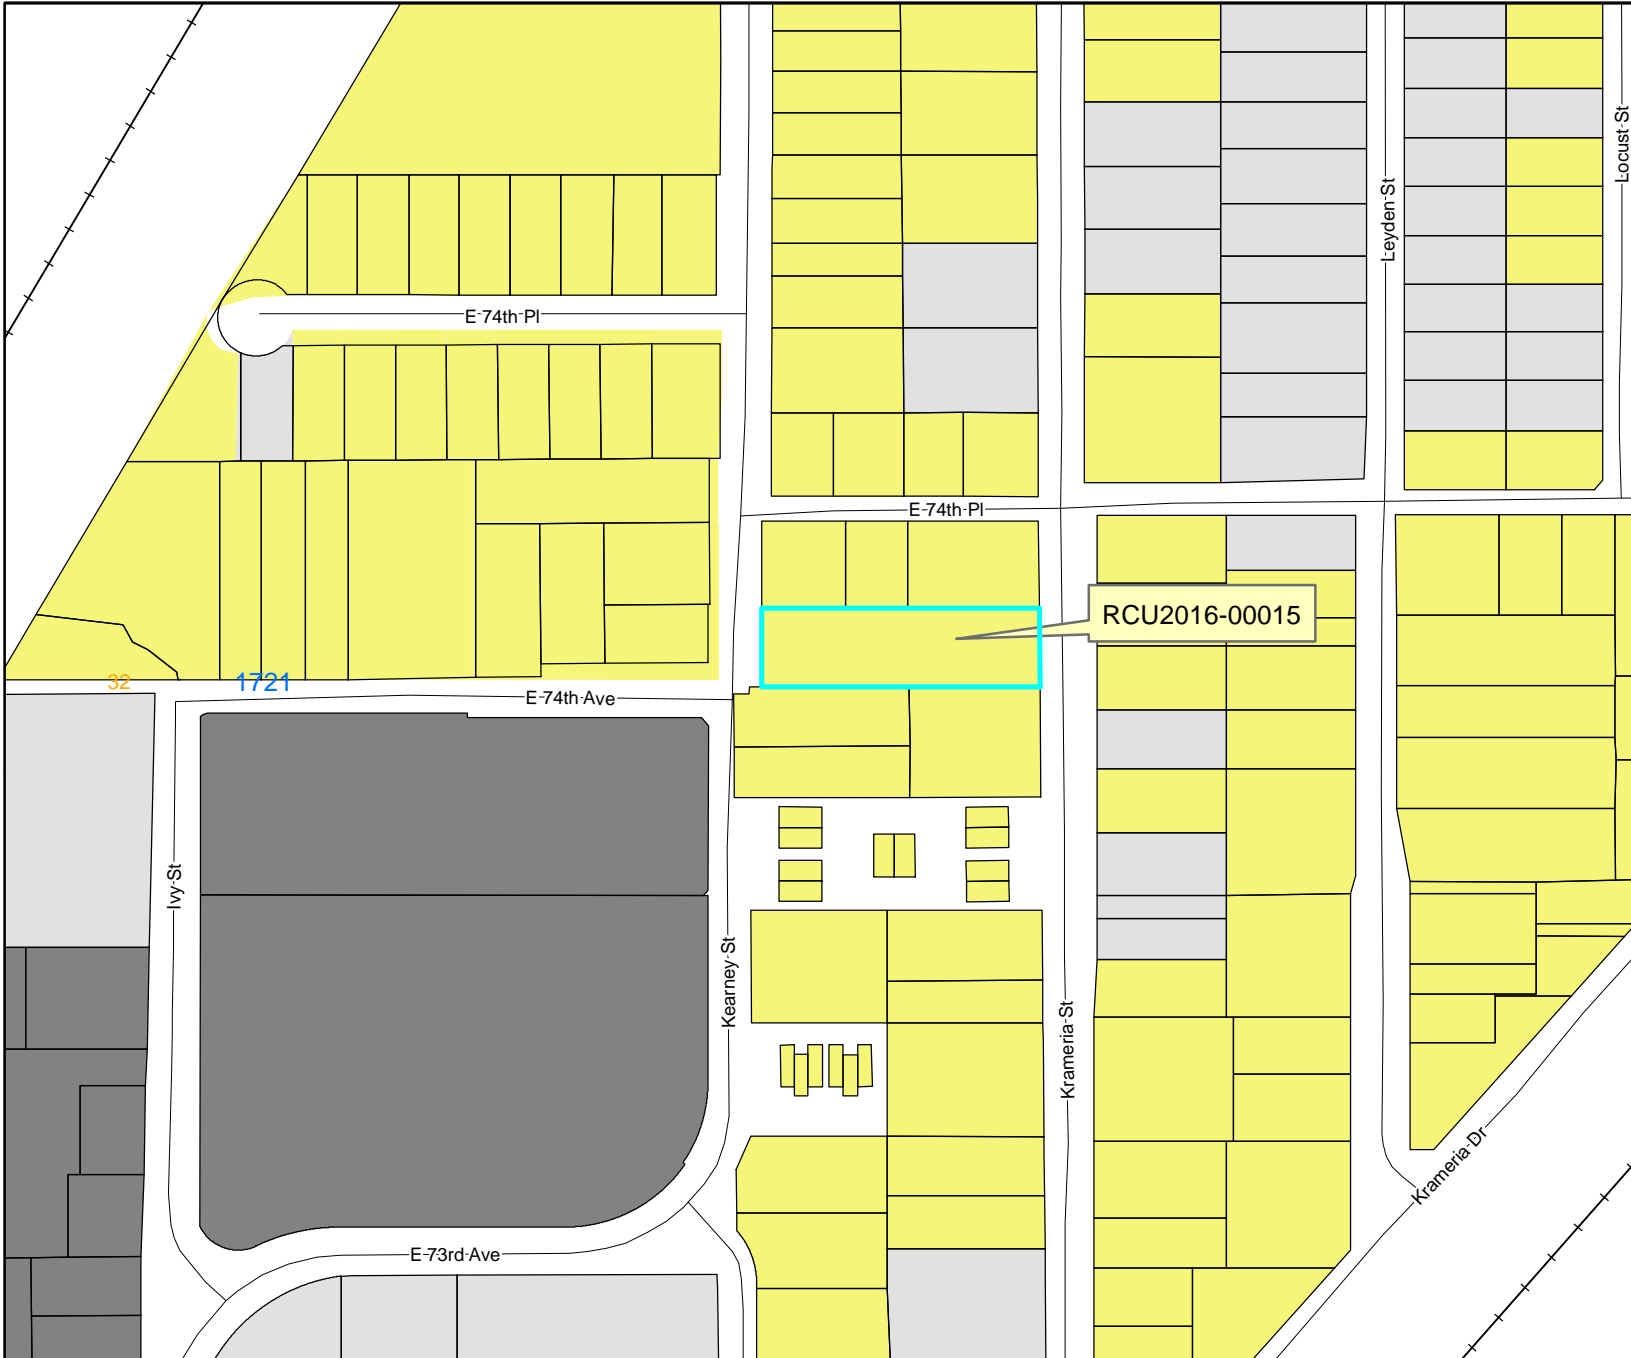 Locust St
Leyden St
E 74th Pl
E 74th Pl
RCU2016-00015
32
1721
E 74th Ave
Ivy St
Kearney St
Krameria St
Krameria Dr
E 73rd Ave